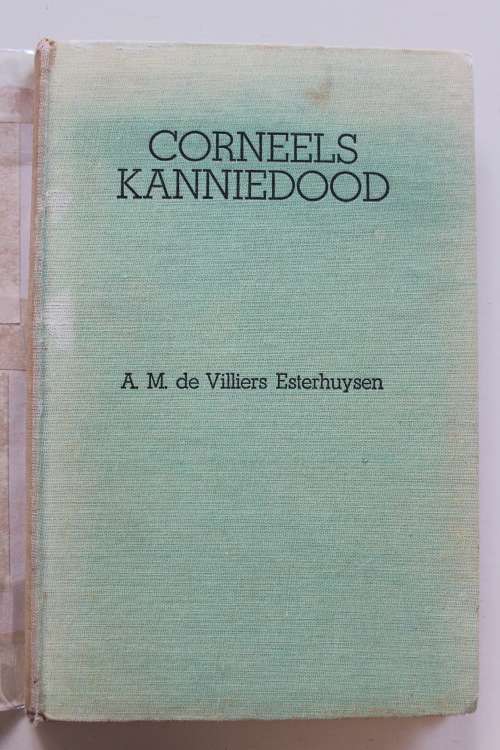 CORNEELS
KANNIEDOOD
A. M. de Villiers Esterhuysen